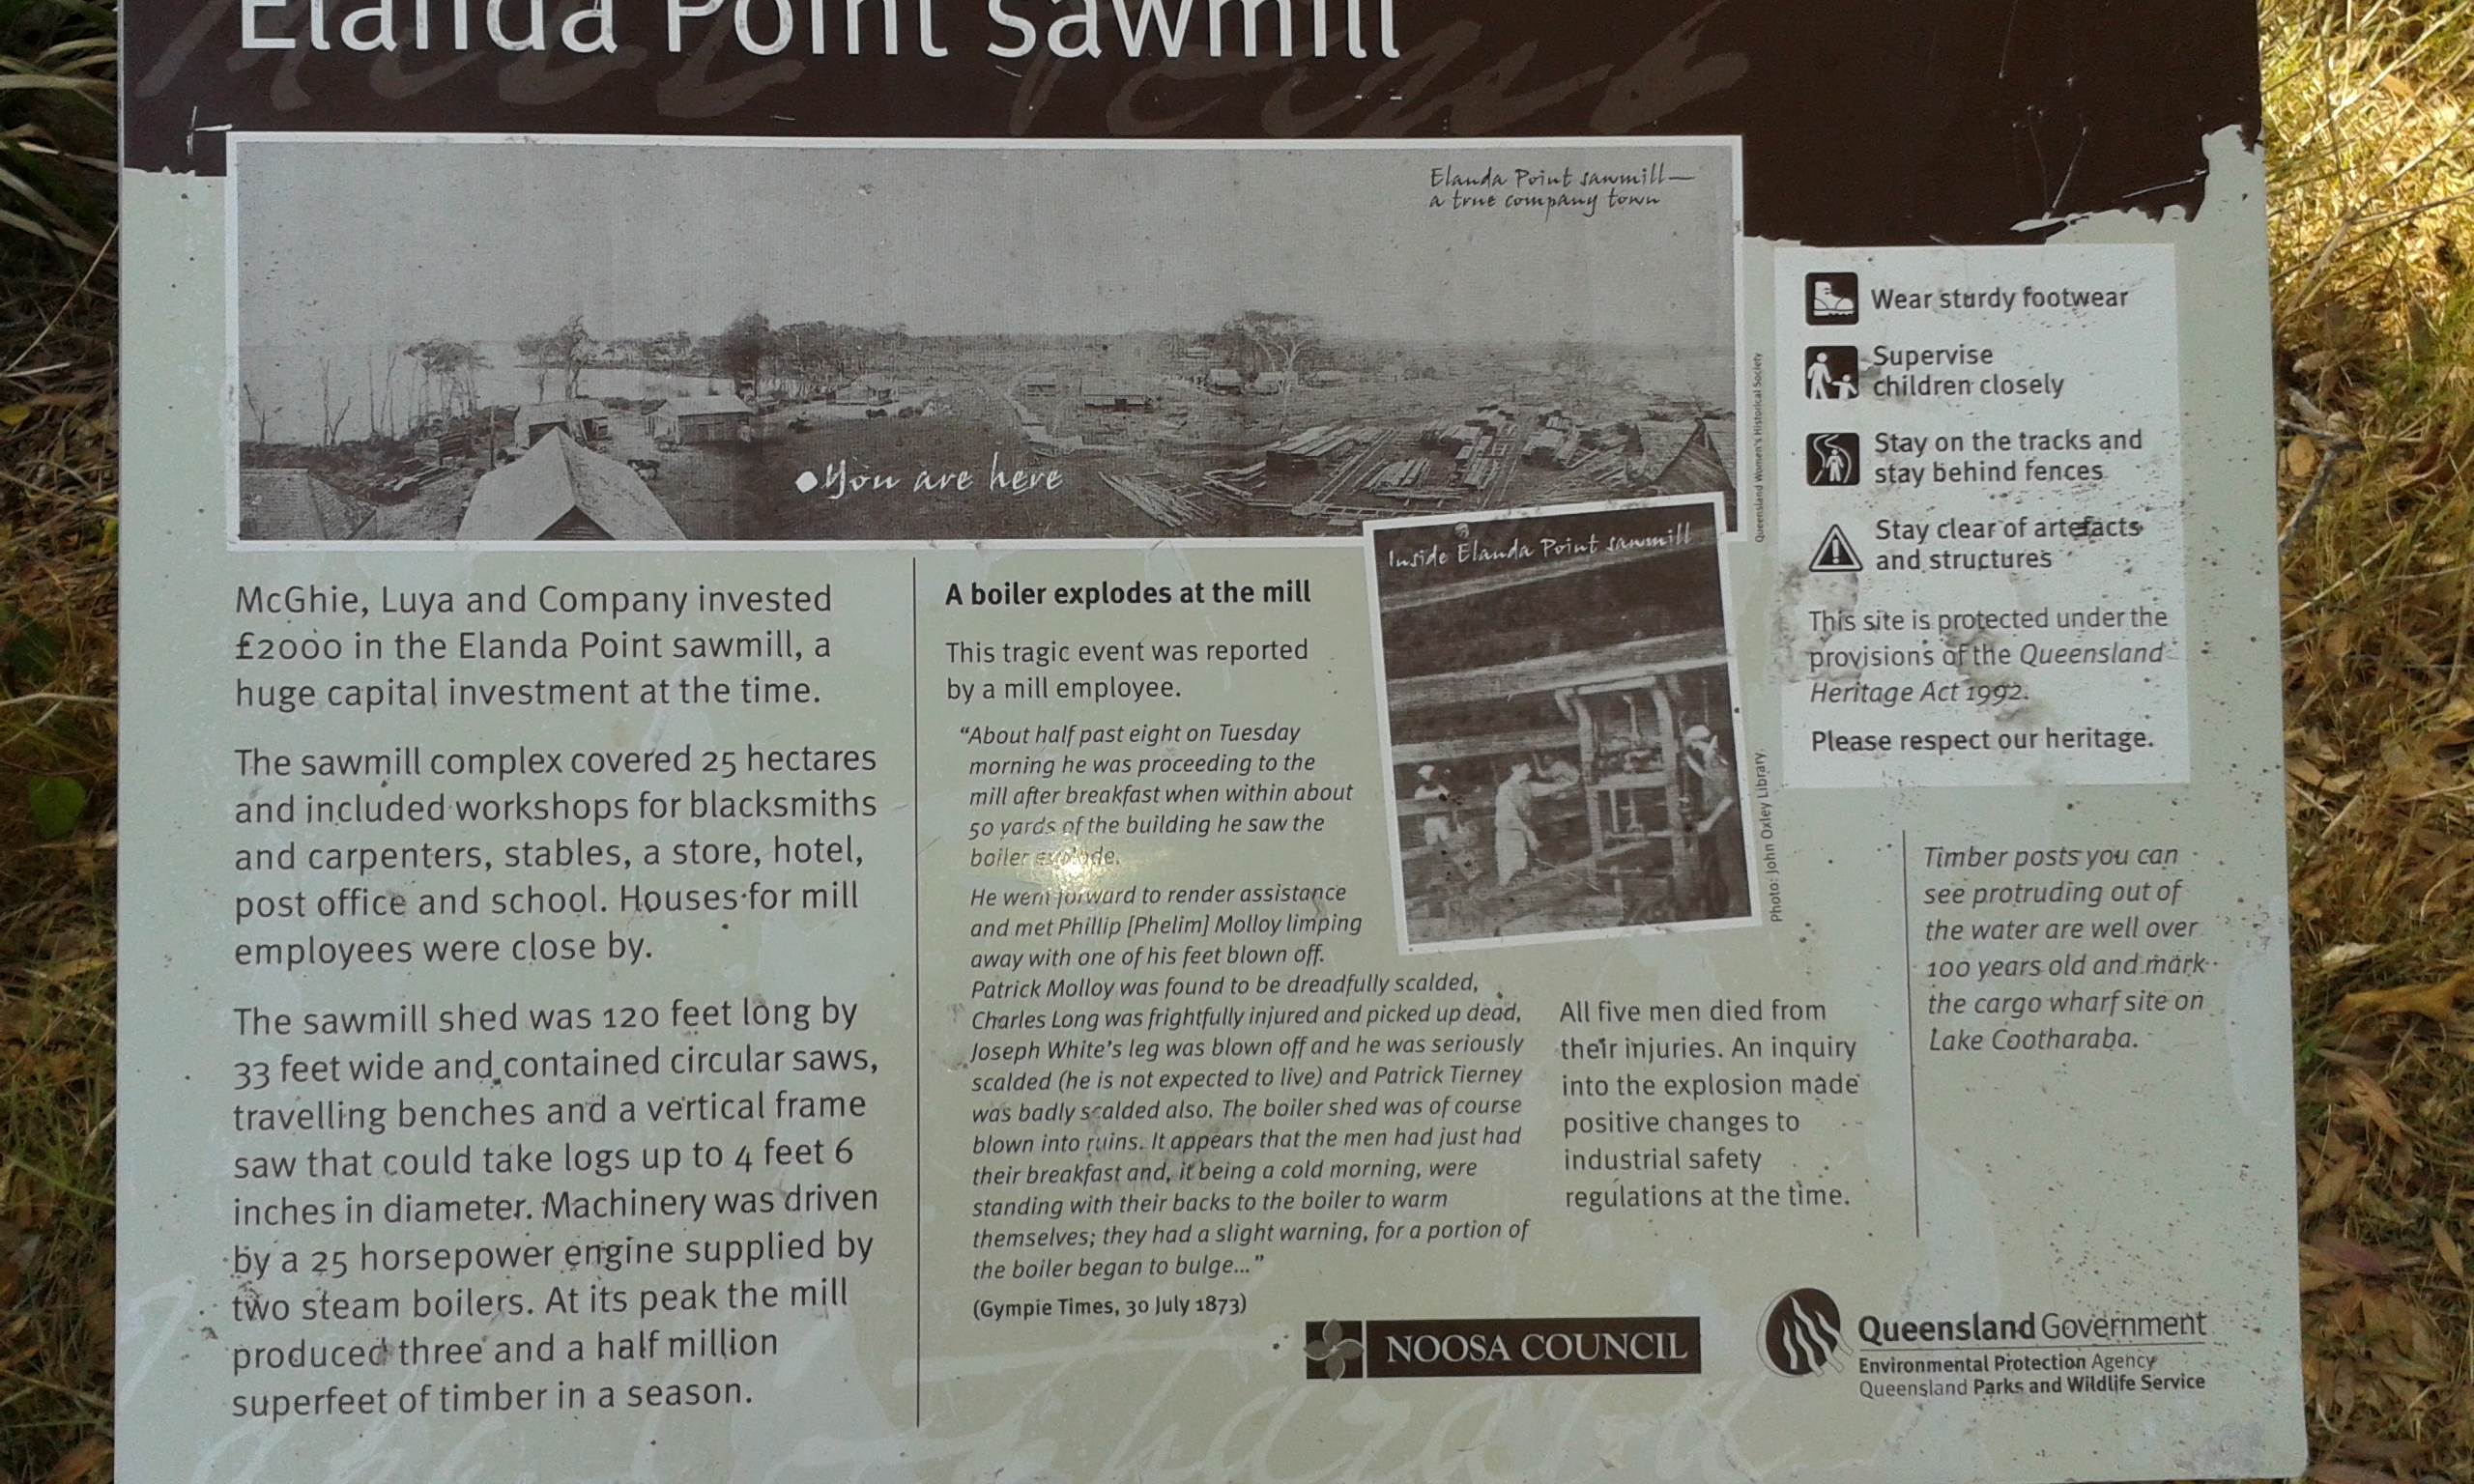 Elanda Point sawmill
Elanda Point sawmill—
a true company town
You are here
Queensland Women's Historical Society
McGhie, Luya and Company invested
£2000 in the Elanda Point sawmill, a
huge capital investment at the time.
The sawmill complex covered 25 hectares
and included workshops for blacksmiths
and carpenters, stables, a store, hotel,
post office and school. Houses for mill
employees were close by.
The sawmill shed was 120 feet long by
33 feet wide and contained circular saws,
travelling benches and a vertical frame
saw that could take logs up to 4 feet 6
inches in diameter. Machinery was driven
by a 25 horsepower engine supplied by
two steam boilers. At its peak the mill
produced three and a half million
superfeet of timber in a season.
A boiler explodes at the mill
This tragic event was reported
by a mill employee.
“About half past eight on Tuesday
morning he was proceeding to the
mill after breakfast when within about
50 yards of the building he saw the
boiler explode.
He went forward to render assistance
and met Phillip [Phelim] Molloy limping
away with one of his feet blown off.
Patrick Molloy was found to be dreadfully scalded,
Charles Long was frightfully injured and picked up dead,
Joseph White's leg was blown off and he was seriously
scalded (he is not expected to live) and Patrick Tierney
was badly scalded also. The boiler shed was of course
blown into ruins. It appears that the men had just had
their breakfast and, it being a cold morning, were
standing with their backs to the boiler to warm
themselves; they had a slight warning, for a portion of
the boiler began to bulge...”
(Gympie Times, 30 July 1873)
Inside Elanda Point sawmill
Photo: John Oxley Library.
All five men died from
their injuries. An inquiry
into the explosion made
positive changes to
industrial safety
regulations at the time.
Wear sturdy footwear
Supervise
children closely
Stay on the tracks and
stay behind fences
Stay clear of artefacts
and structures
This site is protected under the
provisions of the Queensland
Heritage Act 1992.
Please respect our heritage.
Timber posts you can
see protruding out of
the water are well over
100 years old and mark
the cargo wharf site on
Lake Cootharaba.
NOOSA COUNCIL
Queensland Government
Environmental Protection Agency
Queensland Parks and Wildlife Service